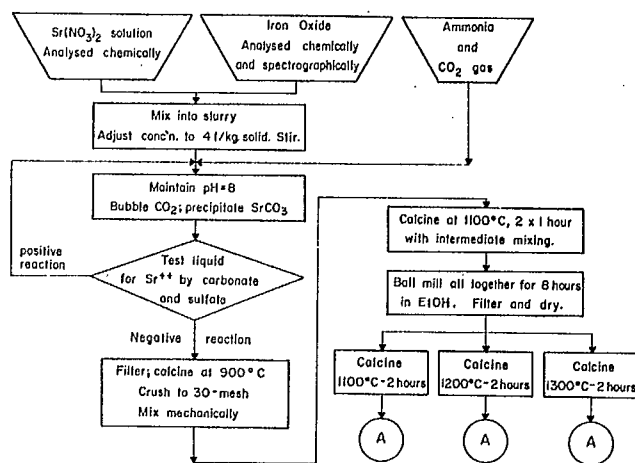 Sr(NO₃)₂ solution
Analysed chemically
Iron Oxide
Analysed chemically
and spectrographically
Ammonia
and
CO₂ gas
Mix into slurry
Adjust conc'n. to 4 l/kg. solid. Stir.
Maintain pH=8
Bubble CO₂; precipitate SrCO₃
positive
reaction
Test liquid
for Sr⁺⁺ by carbonate
and sulfate
Negative reaction
Filter; calcine at 900°C
Crush to 30-mesh
Mix mechanically
Calcine at 1100°C, 2 x 1 hour
with intermediate mixing.
Ball mill all together for 8 hours
in EtOH. Filter and dry.
Calcine
1100°C-2 hours
Calcine
1200°C-2 hours
Calcine
1300°C-2 hours
A
A
A